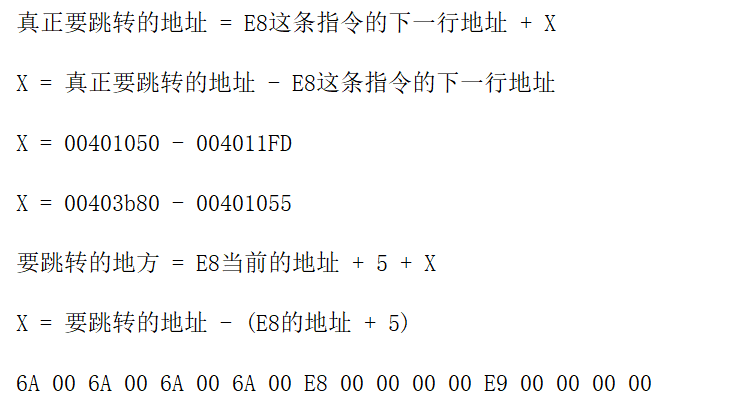 真正要跳转的地址 = E8这条指令的下一行地址 + X
X = 真正要跳转的地址 - E8这条指令的下一行地址
X = 00401050 - 004011FD
X = 00403b80 - 00401055
要跳转的地方 = E8当前的地址 + 5 + X
X = 要跳转的地址 - (E8的地址 + 5)
6A 00 6A 00 6A 00 6A 00 E8 00 00 00 00 E9 00 00 00 00